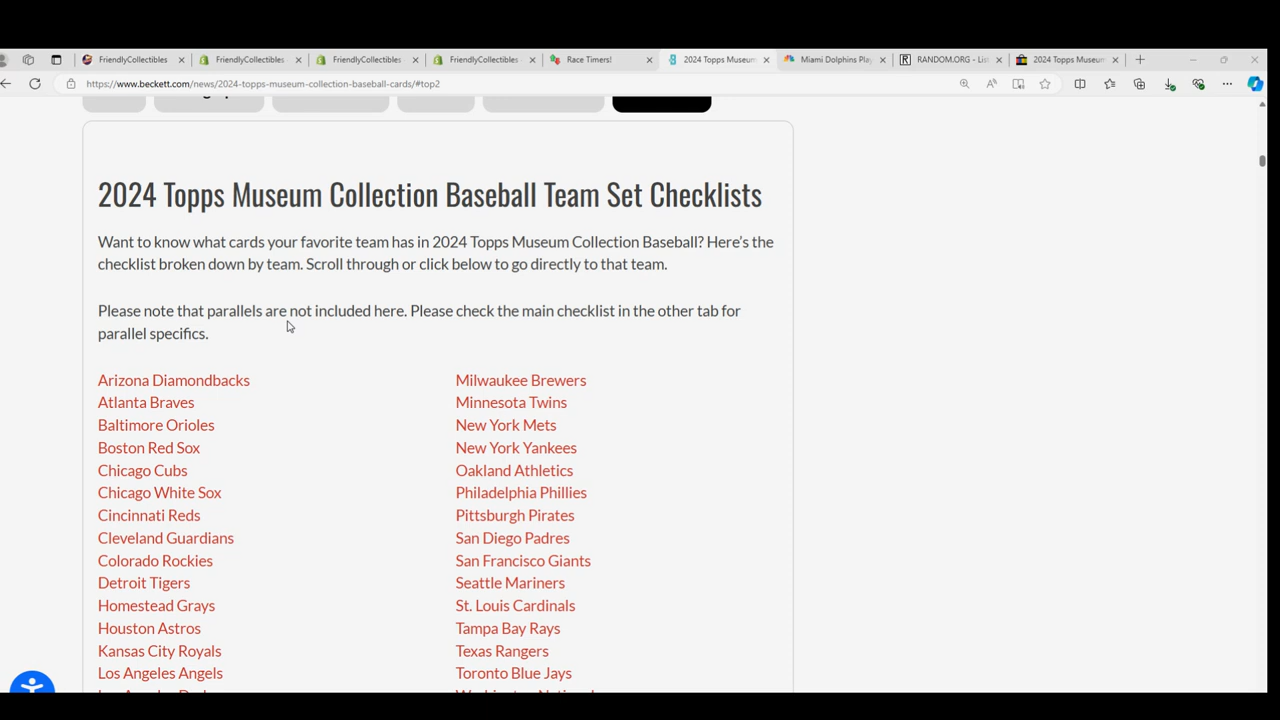 FriendlyCollectibles
FriendlyCollectibles
FriendlyCollectibles
FriendlyCollectibles
Race Timers!
2024 Topps Museum
Miami Dolphins Play
RANDOM.ORG - List
2024 Topps Museum
https://www.beckett.com/news/2024-topps-museum-collection-baseball-cards/#top2
2024 Topps Museum Collection Baseball Team Set Checklists
Want to know what cards your favorite team has in 2024 Topps Museum Collection Baseball? Here's the
checklist broken down by team. Scroll through or click below to go directly to that team.
Please note that parallels are not included here. Please check the main checklist in the other tab for
parallel specifics.
Arizona Diamondbacks
Atlanta Braves
Baltimore Orioles
Boston Red Sox
Chicago Cubs
Chicago White Sox
Cincinnati Reds
Cleveland Guardians
Colorado Rockies
Detroit Tigers
Homestead Grays
Houston Astros
Kansas City Royals
Los Angeles Angels
Milwaukee Brewers
Minnesota Twins
New York Mets
New York Yankees
Oakland Athletics
Philadelphia Phillies
Pittsburgh Pirates
San Diego Padres
San Francisco Giants
Seattle Mariners
St. Louis Cardinals
Tampa Bay Rays
Texas Rangers
Toronto Blue Jays